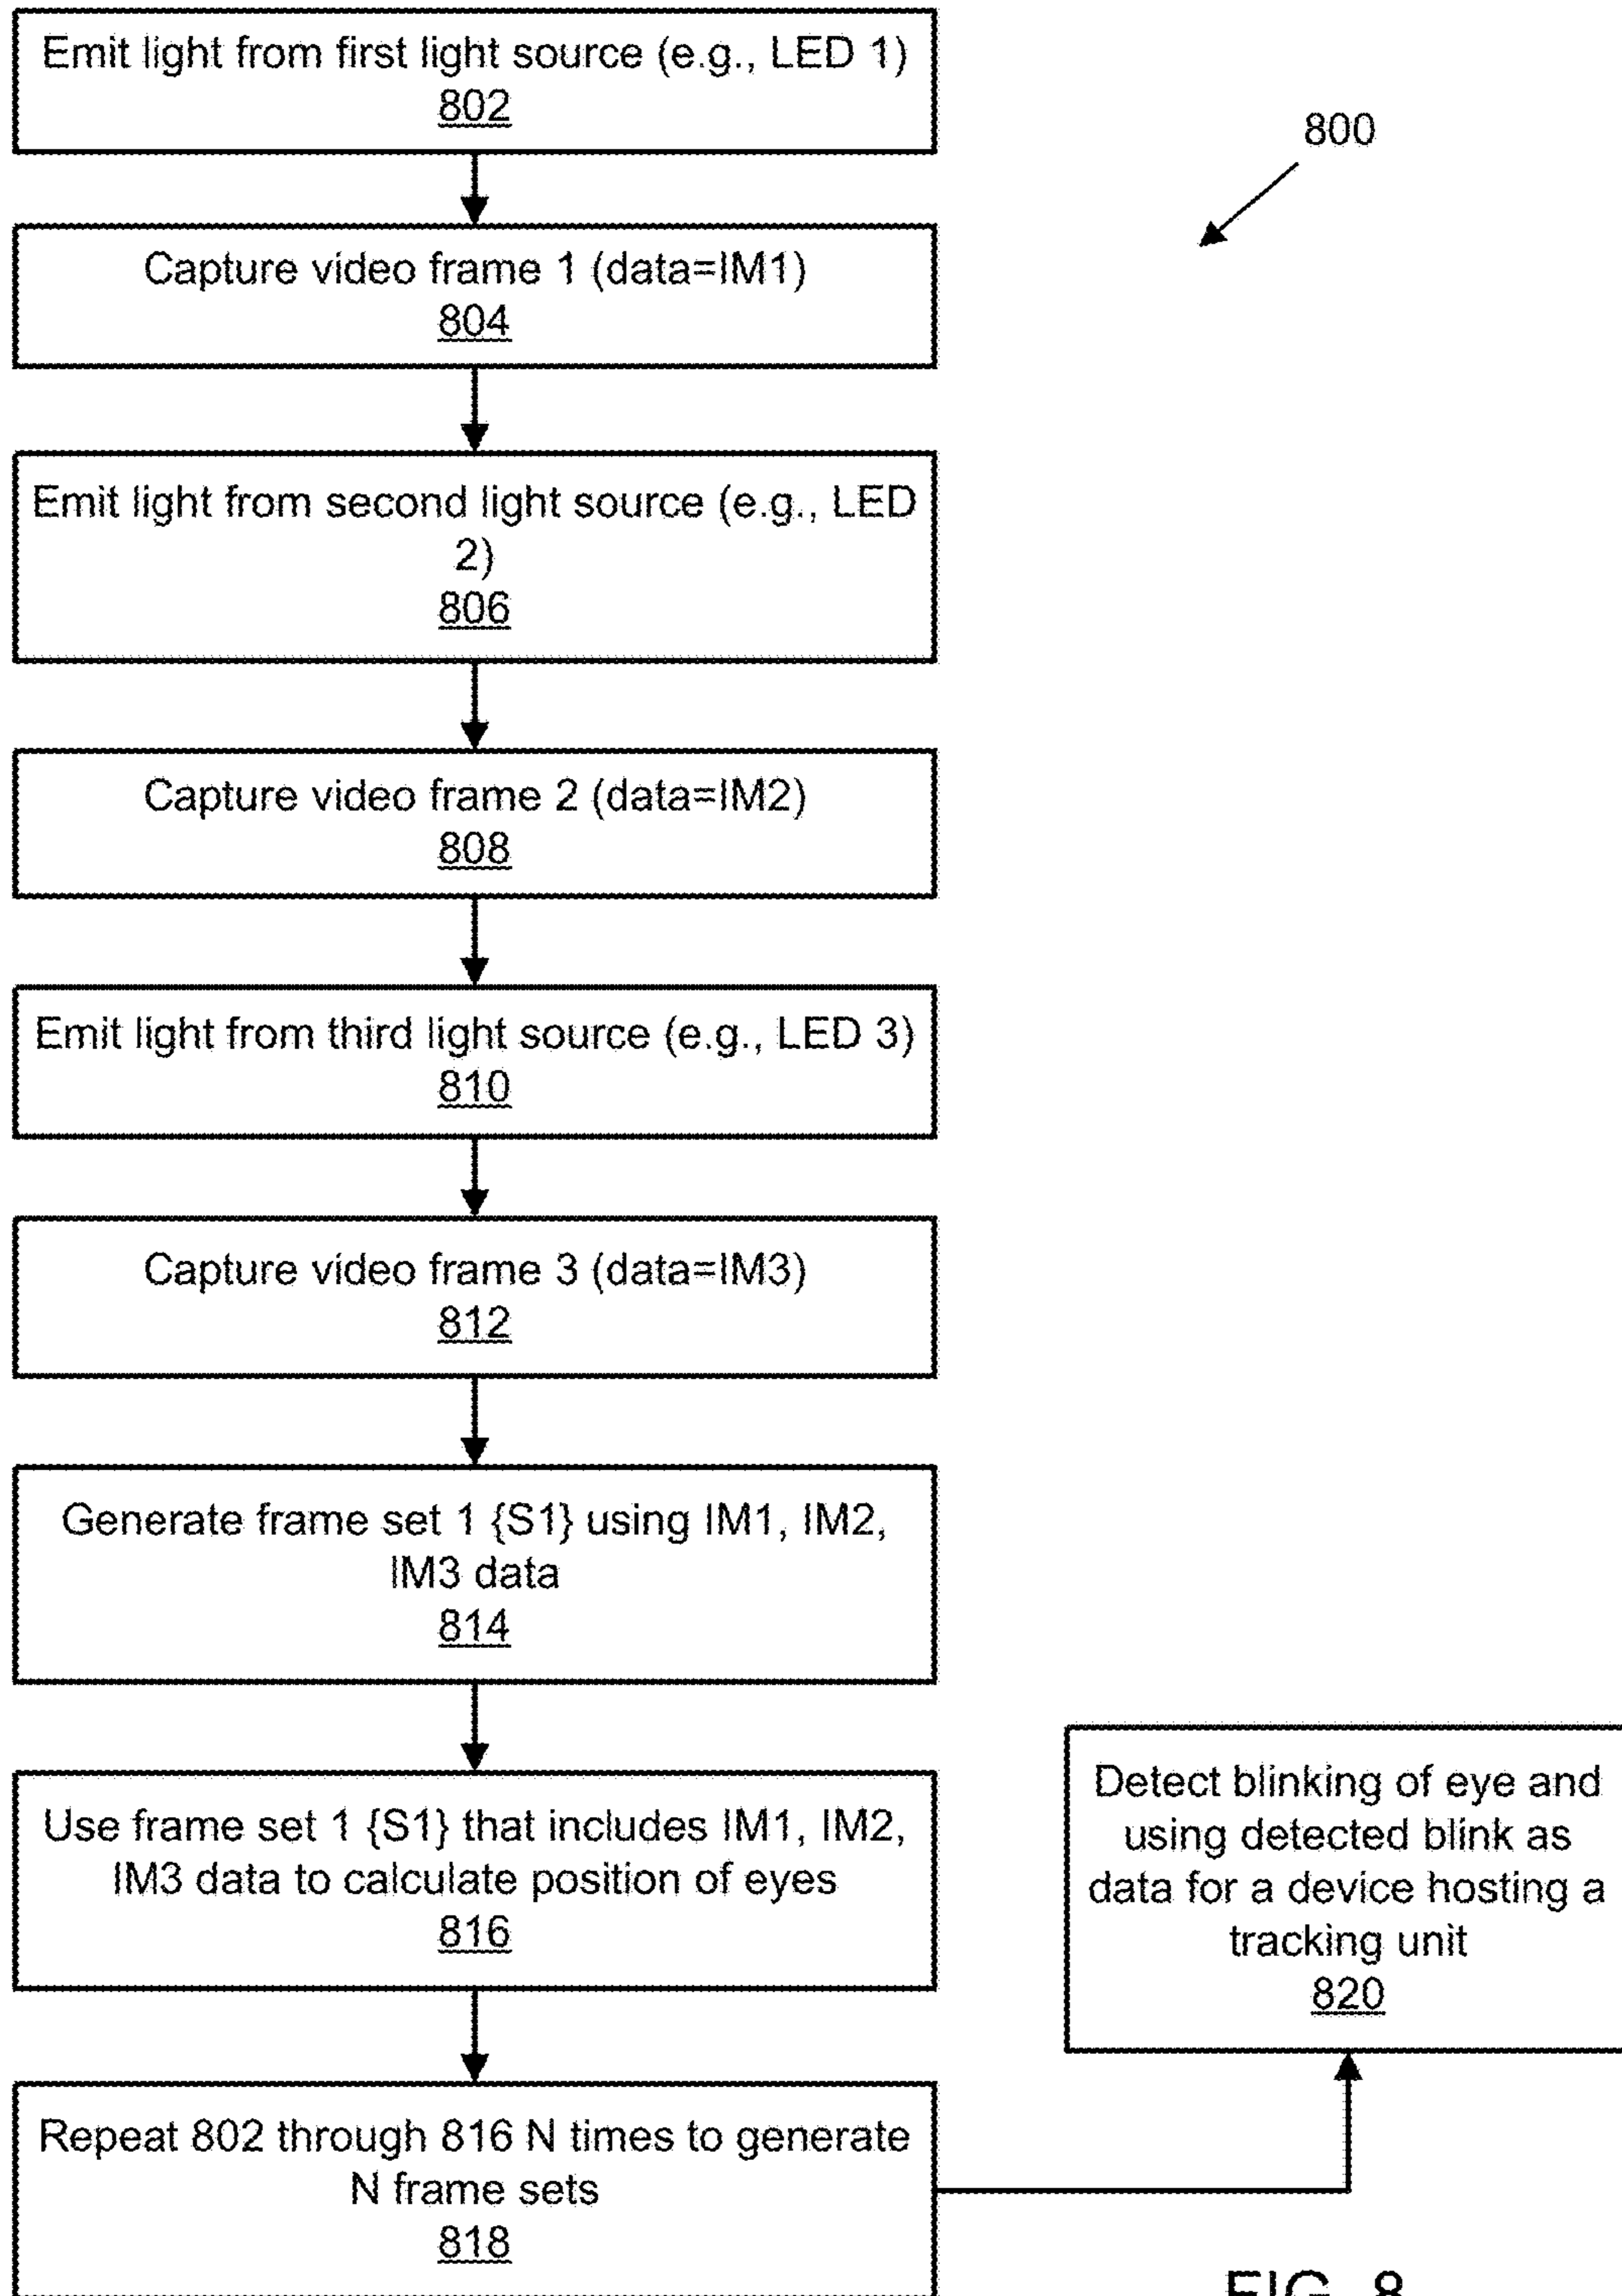 Emit light from first light source (e.g., LED 1)
802
800
Capture video frame 1 (data=IM1)
804
Emit light from second light source (e.g., LED
2)
806
Capture video frame 2 (data=IM2)
808
Emit light from third light source (e.g., LED 3)
810
Capture video frame 3 (data=IM3)
812
Generate frame set 1 {S1} using IM1, IM2,
IM3 data
814
Use frame set 1 {S1} that includes IM1, IM2,
IM3 data to calculate position of eyes
816
Repeat 802 through 816 N times to generate
N frame sets
818
Detect blinking of eye and
using detected blink as
data for a device hosting a
tracking unit
820
FIG. 8